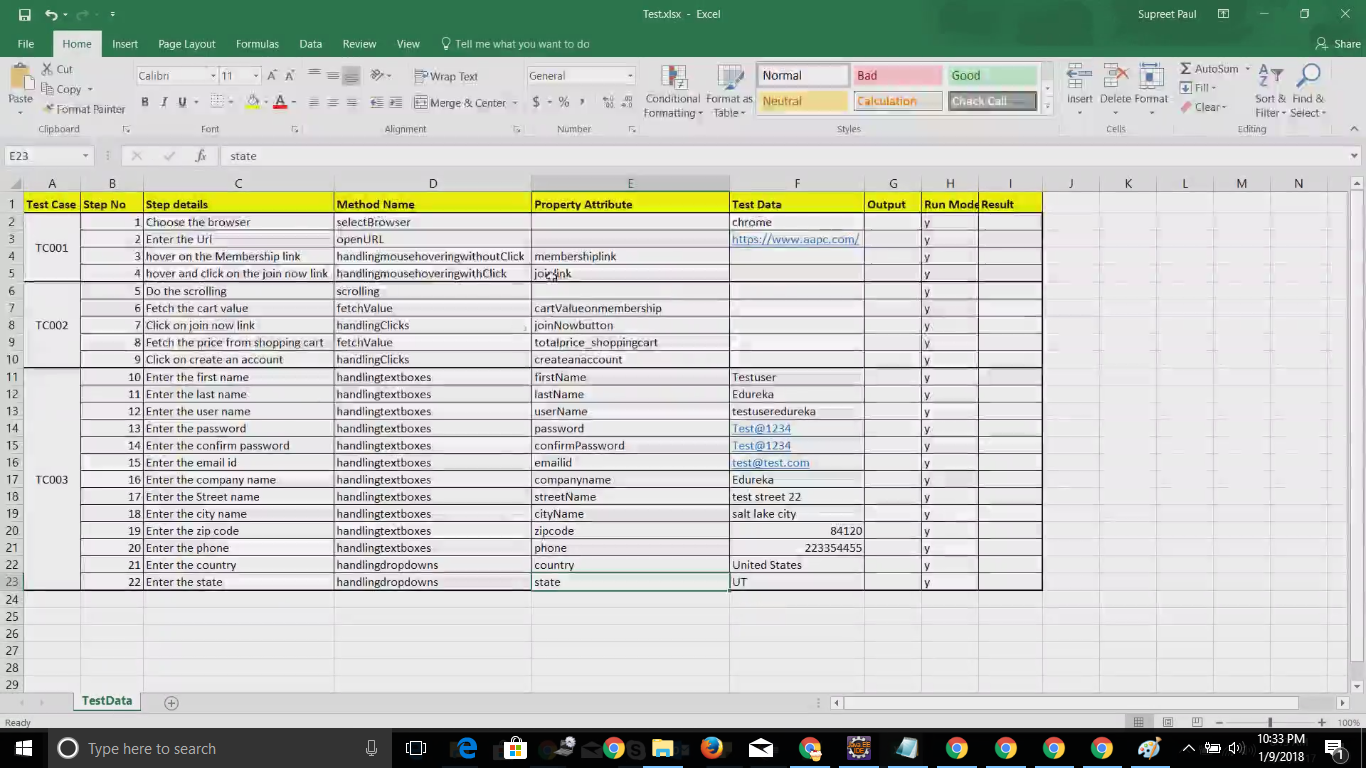 Test.xlsx - Excel
Supreet Paul
File Home Insert Page Layout Formulas Data Review View Tell me what you want to do Share
Paste Cut Copy Format Painter Clipboard
Calibri 11 B I U Font
Wrap Text Merge & Center Alignment
General $ % , Number
Conditional Formatting Format as Table
Normal Bad Good
Neutral Calculation Check Cell
Styles
Insert Delete Format Cells
AutoSum Fill Clear Sort & Filter Find & Select Editing
E23 fx state
A B C D E F G H I J K L M N
1 Test Case Step No Step details Method Name Property Attribute Test Data Output Run Mode Result
2 1 Choose the browser selectBrowser chrome y
3 TC001 2 Enter the Url openURL https://www.aapc.com/ y
4 3 hover on the Membership link handlingmousehoveringwithoutClick membershiplink y
5 4 hover and click on the join now link handlingmousehoveringwithClick y
6 5 Do the scrolling scrolling y
7 6 Fetch the cart value fetchValue cartValueonmembership y
8 TC002 7 Click on join now link handlingClicks joinNowbutton y
9 8 Fetch the price from shopping cart fetchValue totalprice_shoppingcart y
10 9 Click on create an account handlingClicks createanaccount y
11 10 Enter the first name handlingtextboxes firstName Testuser y
12 11 Enter the last name handlingtextboxes lastName Edureka y
13 12 Enter the user name handlingtextboxes userName testuseredureka y
14 13 Enter the password handlingtextboxes password Test@1234 y
15 14 Enter the confirm password handlingtextboxes confirmPassword Test@1234 y
16 15 Enter the email id handlingtextboxes emailid test@test.com y
17 TC003 16 Enter the company name handlingtextboxes companyname Edureka y
18 17 Enter the Street name handlingtextboxes streetName test street 22 y
19 18 Enter the city name handlingtextboxes cityName salt lake city y
20 19 Enter the zip code handlingtextboxes zipcode 84120 y
21 20 Enter the phone handlingtextboxes phone 223354455 y
22 21 Enter the country handlingdropdowns country United States y
23 22 Enter the state handlingdropdowns state UT y
24
25
26
27
28
29
TestData
Ready 100%
Type here to search
10:33 PM
1/9/2018